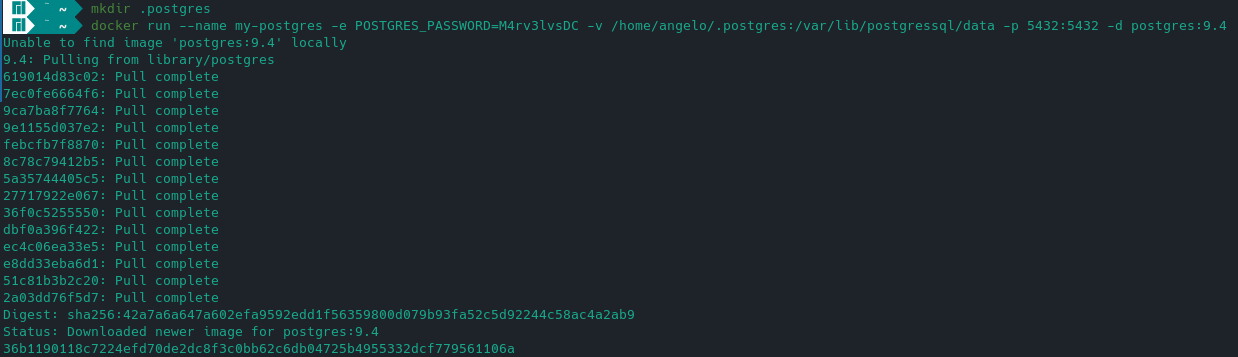 ~ mkdir .postgres
~ docker run --name my-postgres -e POSTGRES_PASSWORD=M4rv3lvsDC -v /home/angelo/.postgres:/var/lib/postgressql/data -p 5432:5432 -d postgres:9.4
Unable to find image 'postgres:9.4' locally
9.4: Pulling from library/postgres
619014d83c02: Pull complete
7ec0fe6664f6: Pull complete
9ca7ba8f7764: Pull complete
9e1155d037e2: Pull complete
febcfb7f8870: Pull complete
8c78c79412b5: Pull complete
5a35744405c5: Pull complete
27717922e067: Pull complete
36f0c5255550: Pull complete
dbf0a396f422: Pull complete
ec4c06ea33e5: Pull complete
e8dd33eba6d1: Pull complete
51c81b3b2c20: Pull complete
2a03dd76f5d7: Pull complete
Digest: sha256:42a7a6a647a602efa9592edd1f56359800d079b93fa52c5d92244c58ac4a2ab9
Status: Downloaded newer image for postgres:9.4
36b1190118c7224efd70de2dc8f3c0bb62c6db04725b4955332dcf779561106a